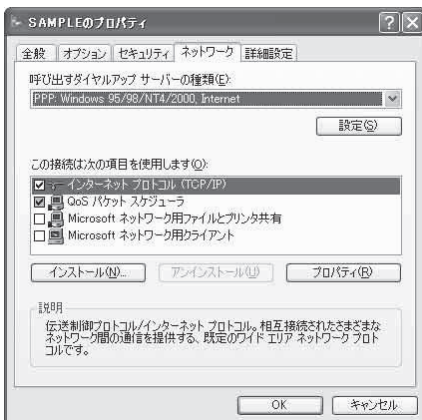 SAMPLEのプロパティ
全般 オプション セキュリティ ネットワーク 詳細設定
呼び出すダイヤルアップ サーバーの種類(E):
PPP: Windows 95/98/NT4/2000, Internet
設定(S)
この接続は次の項目を使用します(O):
インターネット プロトコル (TCP/IP)
QoS パケット スケジューラ
Microsoft ネットワーク用ファイルとプリンタ共有
Microsoft ネットワーク用クライアント
インストール(N)... アンインストール(U) プロパティ(R)
説明
伝送制御プロトコル/インターネット プロトコル。相互接続されたさまざまな
ネットワーク間の通信を提供する、既定のワイド エリア ネットワーク プロト
コルです。
OK キャンセル